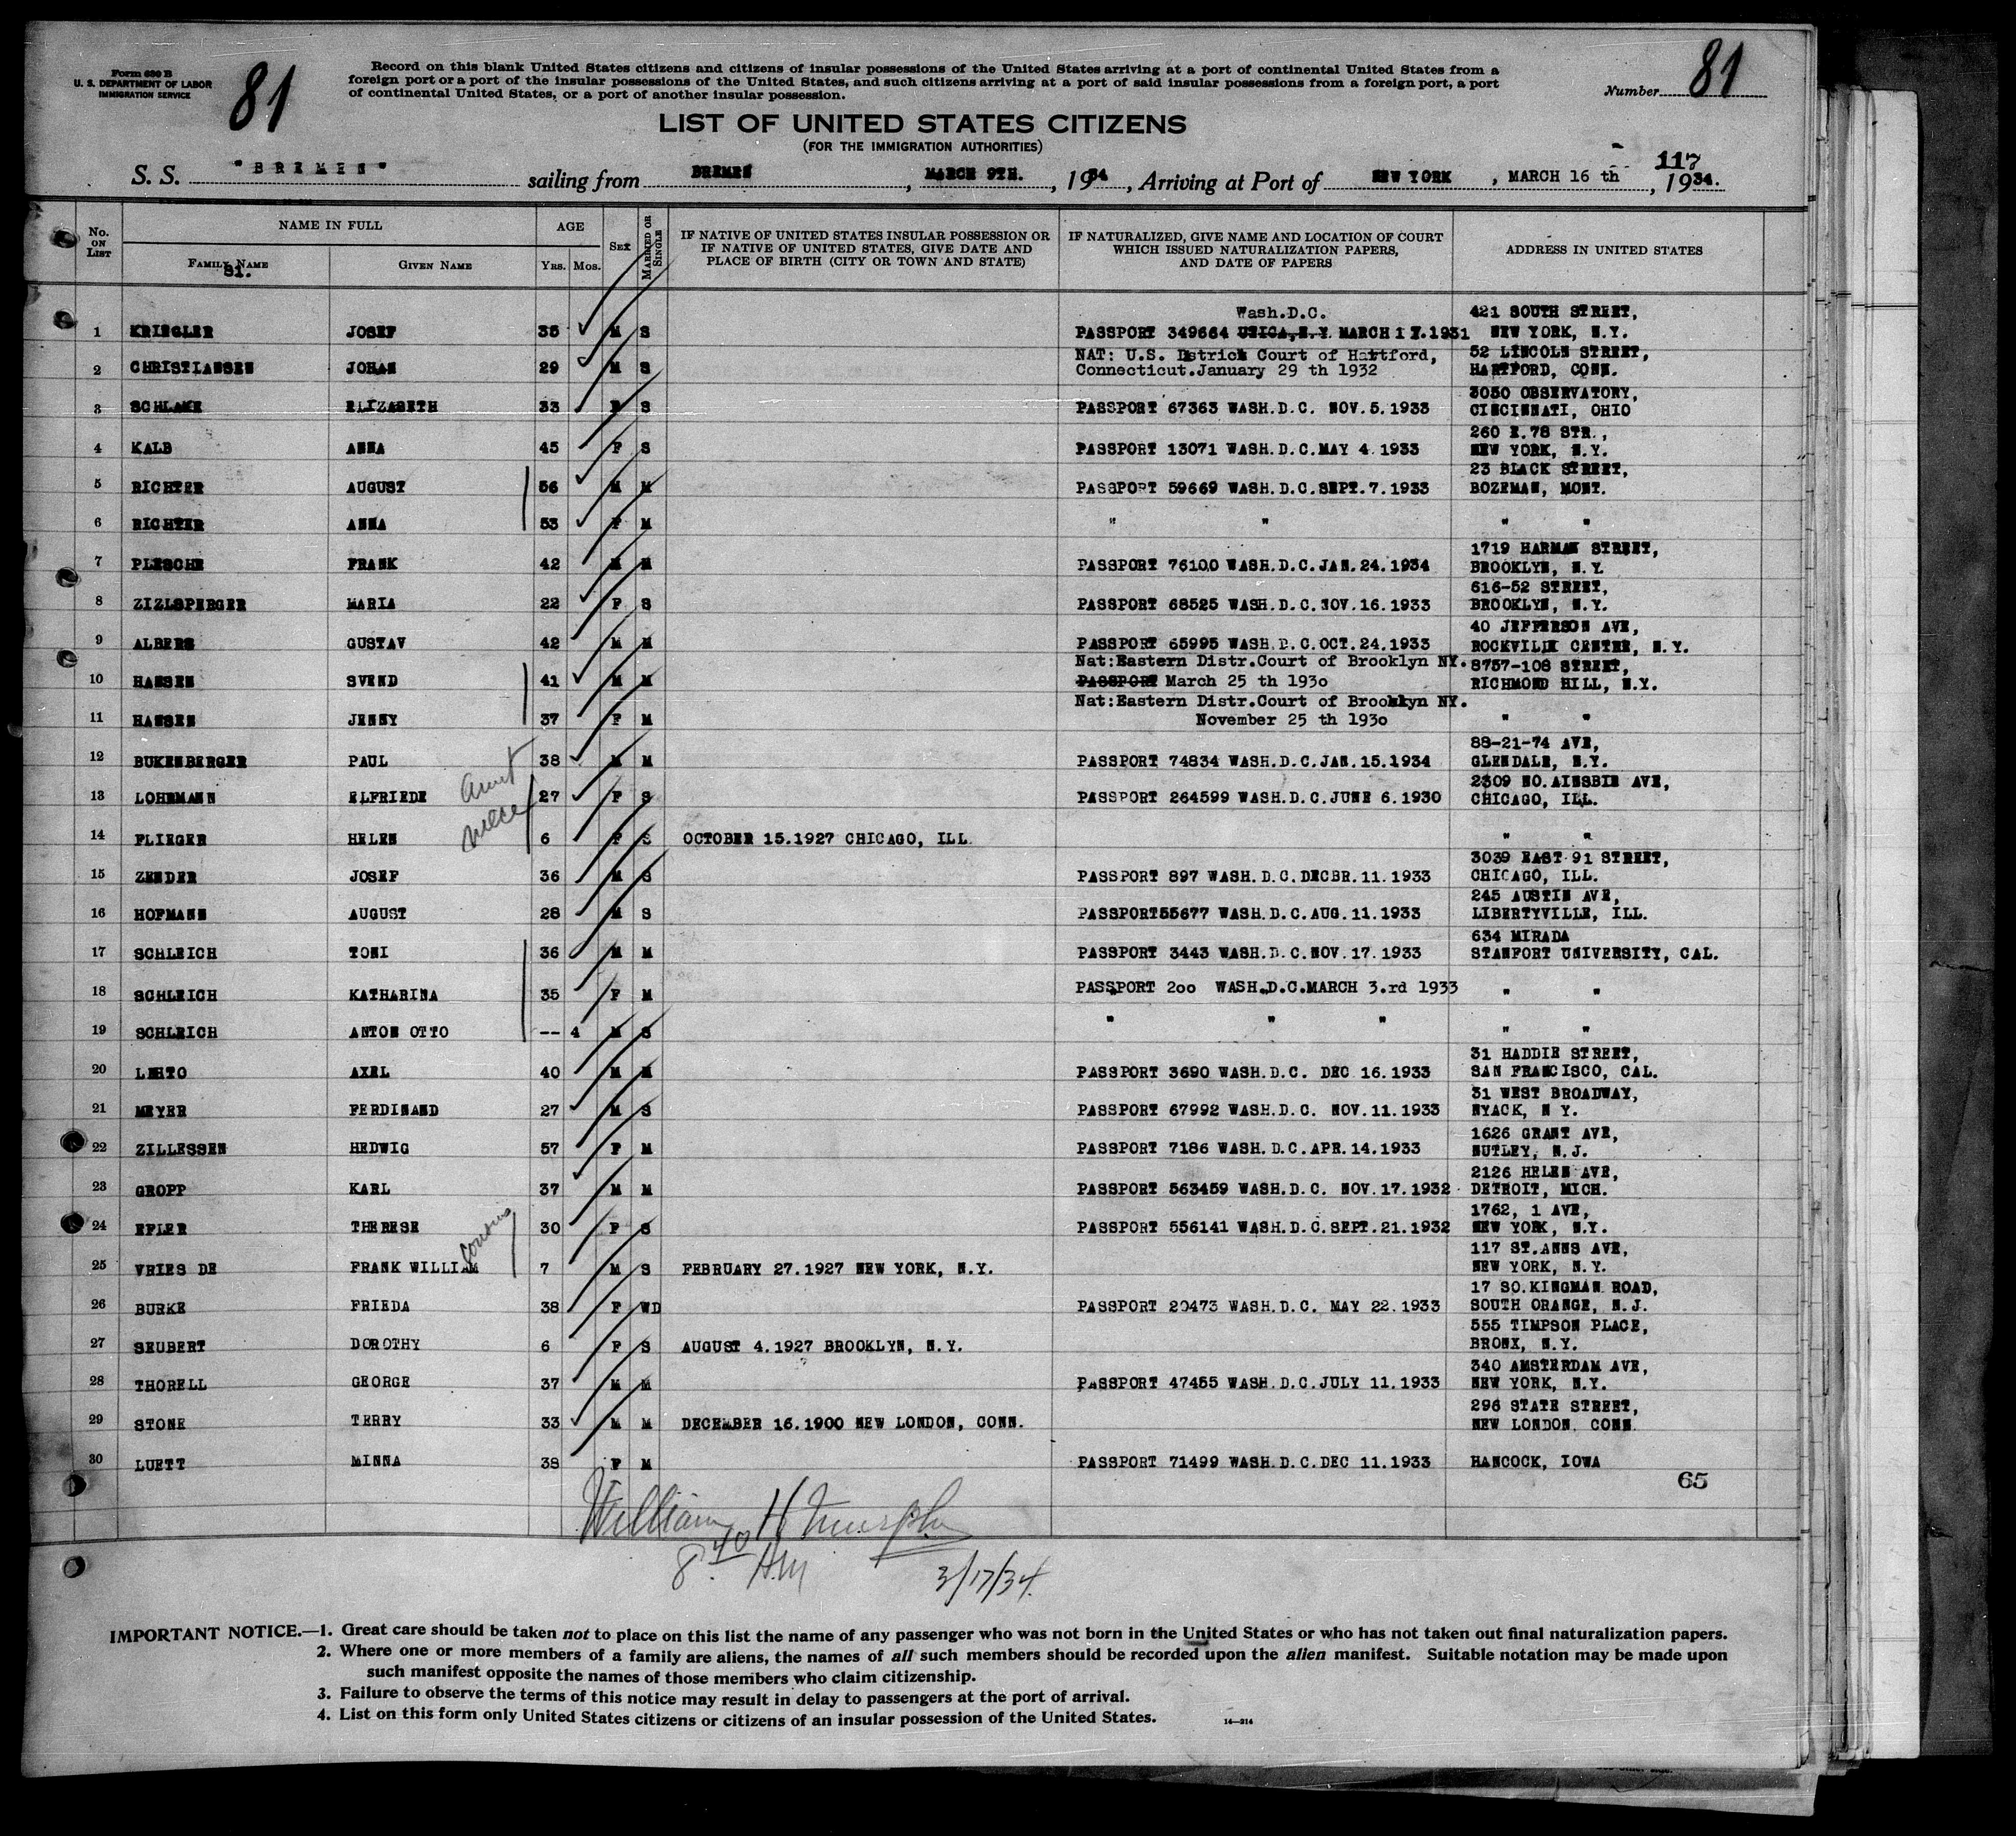 Form 630 B
U. S. DEPARTMENT OF LABOR
IMMIGRATION SERVICE
81
Record on this blank United States citizens and citizens of insular possessions of the United States arriving at a port of continental United States from a
foreign port or a port of the insular possessions of the United States, and such citizens arriving at a port of said insular possessions from a foreign port, a port
of continental United States, or a port of another insular possession.
Number 81
LIST OF UNITED STATES CITIZENS
(FOR THE IMMIGRATION AUTHORITIES)
117
S. S. "BREMEN" sailing from BREMEN, MARCH 9TH., 1934, Arriving at Port of NEW YORK, MARCH 16 th, 1934.
No. ON LIST NAME IN FULL FAMILY NAME GIVEN NAME AGE YRS. MOS. SEX MARRIED OR SINGLE IF NATIVE OF UNITED STATES INSULAR POSSESSION OR IF NATIVE OF UNITED STATES, GIVE DATE AND PLACE OF BIRTH (CITY OR TOWN AND STATE) IF NATURALIZED, GIVE NAME AND LOCATION OF COURT WHICH ISSUED NATURALIZATION PAPERS, AND DATE OF PAPERS ADDRESS IN UNITED STATES
81.
Wash.D.C. 421 SOUTH STREET,
1 KRIEGLER JOSEF 35 M S PASSPORT 349664 UTICA,N.Y. MARCH 17.1931 NEW YORK, N.Y.
NAT: U.S. Dstrick Court of Hartford, 52 LINCOLN STREET,
2 CHRISTIANSEN JOHAN 29 M S Connecticut.January 29 th 1932 HARTFORD, CONN.
3050 OBSERVATORY,
3 SCHLAKE ELIZABETH 33 F S PASSPORT 67363 WASH.D.C. NOV.5.1933 CINCINNATI, OHIO
260 E.78 STR.,
4 KALB ANNA 45 F S PASSPORT 13071 WASH.D.C.MAY 4.1933 NEW YORK, N.Y.
23 BLACK STREET,
5 RICHTER AUGUST 56 M M PASSPORT 59669 WASH.D.C.SEPT.7.1933 BOZEMAN, MONT.
6 RICHTER ANNA 53 F M " " " "
1719 HARMAN STREET,
7 PLESCHE FRANK 42 M M PASSPORT 76100 WASH.D.C.JAN.24.1934 BROOKLYN, N.Y.
616-52 STREET,
8 ZIZLSPERGER MARIA 22 F S PASSPORT 68525 WASH.D.C.NOV.16.1933 BROOKLYN, N.Y.
40 JEFFERSON AVE,
9 ALBERS GUSTAV 42 M M PASSPORT 65995 WASH.D.C.OCT.24.1933 ROCKVILLE CENTRE, N.Y.
Nat:Eastern Distr.Court of Brooklyn NY. 8757-108 STREET,
10 HANSEN SVEND 41 M M PASSPORT March 25 th 1930 RICHMOND HILL, N.Y.
Nat:Eastern Distr.Court of Brooklyn NY.
11 HANSEN JENNY 37 F M November 25 th 1930 " "
88-21-74 AVE,
12 BUKENBERGER PAUL 38 M M PASSPORT 74834 WASH.D.C.JAN.15.1934 GLENDALE, N.Y.
2309 NO.AINSBIE AVE,
13 LOHRMANN ELFRIEDE aunt 27 F S PASSPORT 264599 WASH.D.C.JUNE 6.1930 CHICAGO, ILL.
14 FLIEGER HELEN niece 6 F S OCTOBER 15.1927 CHICAGO, ILL. " "
3039 EAST 91 STREET,
15 ZENDER JOSEF 36 M S PASSPORT 897 WASH.D.C.DECBR.11.1933 CHICAGO, ILL.
245 AUSTIN AVE,
16 HOFMANN AUGUST 28 M S PASSPORT55677 WASH.D.C.AUG.11.1933 LIBERTYVILLE, ILL.
634 MIRADA
17 SCHLEICH TONI 36 M M PASSPORT 3443 WASH.D.C.NOV.17.1933 STANFORT UNIVERSITY, CAL.
18 SCHLEICH KATHARINA 35 F M PASSPORT 200 WASH.D.C.MARCH 3.rd 1933 " "
19 SCHLEICH ANTON OTTO -- 4 M S " " " " "
31 HADDIE STREET,
20 LEHTO AXEL 40 M M PASSPORT 3690 WASH.D.C. DEC 16.1933 SAN FRANCISCO, CAL.
31 WEST BROADWAY,
21 MEYER FERDINAND 27 M S PASSPORT 67992 WASH.D.C. NOV.11.1933 NYACK, N Y.
1626 GRANT AVE,
22 ZILLESSEN HEDWIG 57 F M PASSPORT 7186 WASH.D.C.APR.14.1933 NUTLEY, N.J.
2126 HELEN AVE,
23 GROPP KARL 37 M M PASSPORT 563459 WASH.D.C. NOV.17.1932 DETROIT, MICH.
1762, 1 AVE,
24 EFLER THERESE cousins 30 F S PASSPORT 556141 WASH.D.C.SEPT.21.1932 NEW YORK, N.Y.
117 ST.ANNS AVE,
25 VRIES DE FRANK WILLIAM 7 M S FEBRUARY 27.1927 NEW YORK, N.Y. NEW YORK, N.Y.
17 SO.KINGMAN ROAD,
26 BURKE FRIEDA 38 F WD PASSPORT 20473 WASH.D.C. MAY 22.1933 SOUTH ORANGE, N.J.
555 TIMPSON PLACE,
27 SEUBERT DOROTHY 6 F S AUGUST 4.1927 BROOKLYN, N.Y. BRONX, N.Y.
340 AMSTERDAM AVE,
28 THORELL GEORGE 37 M M PASSPORT 47455 WASH.D.C.JULY 11.1933 NEW YORK, N.Y.
296 STATE STREET,
29 STONE TERRY 33 M M DECEMBER 16.1900 NEW LONDON, CONN. NEW LONDON. CONN
30 LUETT MINNA 38 F M PASSPORT 71499 WASH.D.C.DEC 11.1933 HANCOCK, IOWA
65
William H Murphy
8.40 AM 3/17/34.
IMPORTANT NOTICE.—1. Great care should be taken not to place on this list the name of any passenger who was not born in the United States or who has not taken out final naturalization papers.
2. Where one or more members of a family are aliens, the names of all such members should be recorded upon the alien manifest. Suitable notation may be made upon
such manifest opposite the names of those members who claim citizenship.
3. Failure to observe the terms of this notice may result in delay to passengers at the port of arrival.
4. List on this form only United States citizens or citizens of an insular possession of the United States.
14—214